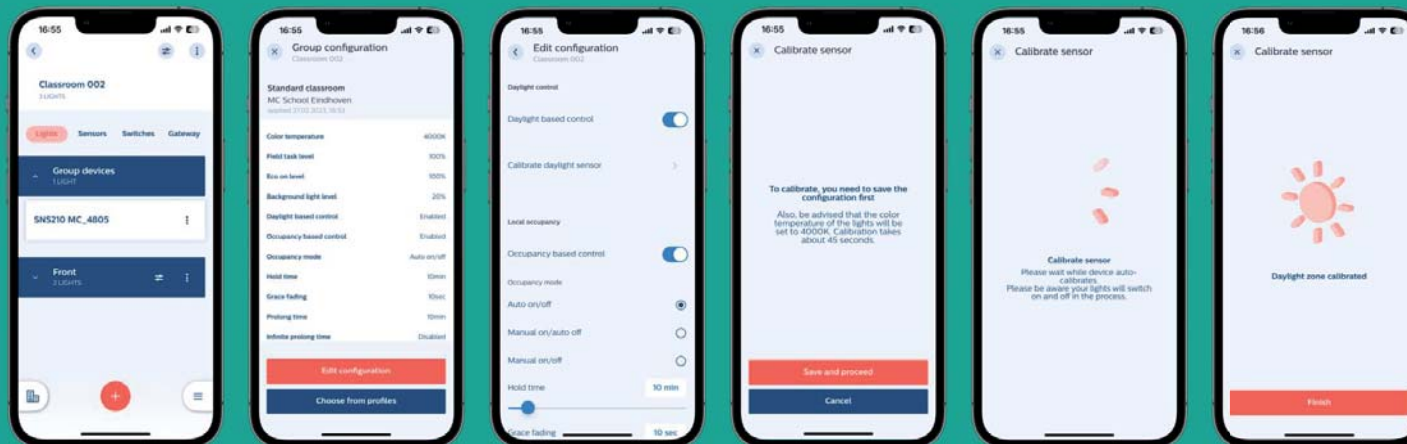 16:55
Classroom 002
3 LIGHTS
Lights Sensors Switches Gateway
Group devices
1 LIGHT
SNS210 MC_4805
Front
2 LIGHTS
16:55
Group configuration
Classroom 002
Standard classroom
MC School Eindhoven
applied 27.02.2023, 16:53
Color temperature 4000K
Field task level 100%
Eco on level 100%
Background light level 20%
Daylight based control Enabled
Occupancy based control Enabled
Occupancy mode Auto on/off
Hold time 10min
Grace fading 10sec
Prolong time 10min
Infinite prolong time Disabled
Edit configuration
Choose from profiles
16:55
Edit configuration
Classroom 002
Daylight control
Daylight based control
Calibrate daylight sensor
Local occupancy
Occupancy based control
Occupancy mode
Auto on/off
Manual on/auto off
Manual on/off
Hold time 10 min
Grace fading 10 sec
16:55
Calibrate sensor
To calibrate, you need to save the
configuration first
Also, be advised that the color
temperature of the lights will be
set to 4000K. Calibration takes
about 45 seconds.
Save and proceed
Cancel
16:55
Calibrate sensor
Calibrate sensor
Please wait while device auto-
calibrates.
Please be aware your lights will switch
on and off in the process.
16:56
Calibrate sensor
Daylight zone calibrated
Finish